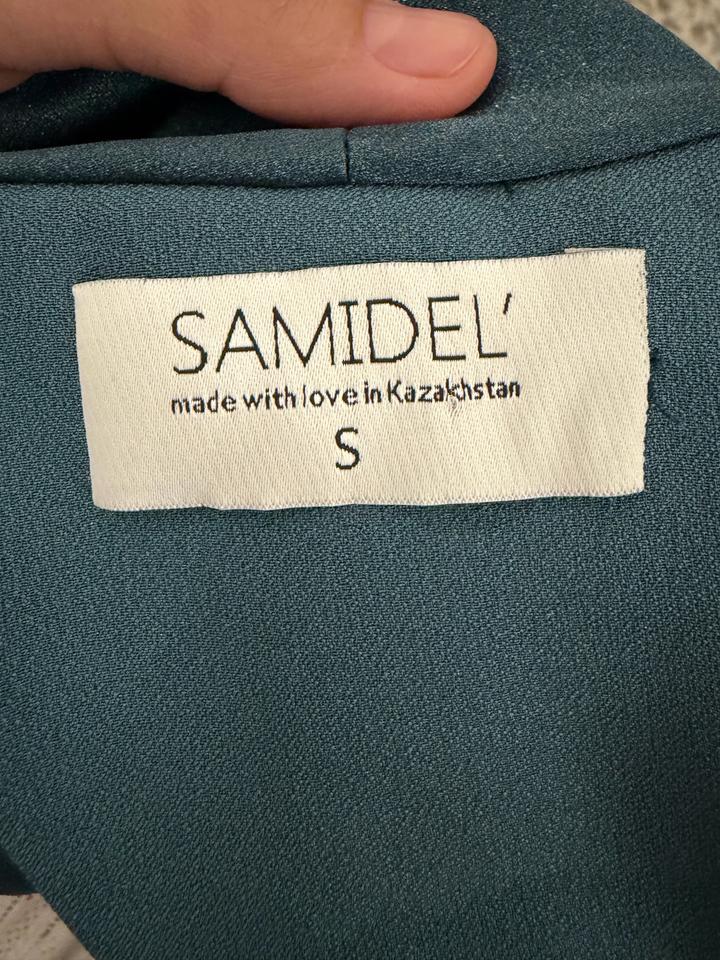 SAMIDEL'
made with love in Kazakhstan
S